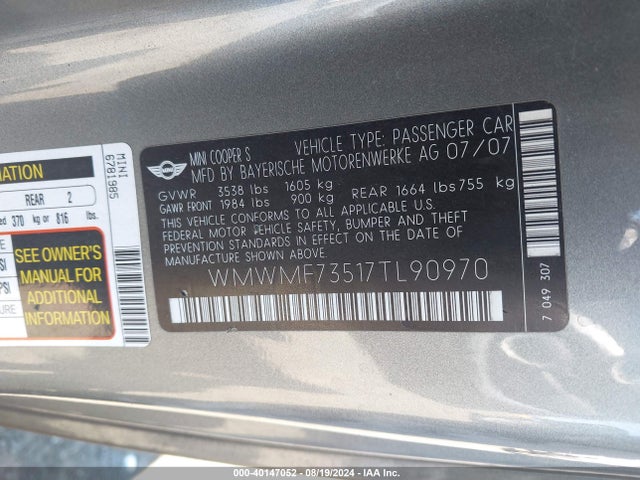 MATION
REAR 2
370 kg or 816 lbs.
SEE OWNER'S
MANUAL FOR
ADDITIONAL
INFORMATION
MINI
6781985
MINI
MINI COOPER S VEHICLE TYPE: PASSENGER CAR
MFD BY BAYERISCHE MOTORENWERKE AG 07/07
GVWR 3538 lbs 1605 kg
GAWR FRONT 1984 lbs 900 kg REAR 1664 lbs 755 kg
THIS VEHICLE CONFORMS TO ALL APPLICABLE U.S.
FEDERAL MOTOR VEHICLE SAFETY, BUMPER AND THEFT
PREVENTION STANDARDS IN EFFECT ON THE DATE OF
MANUFACTURE SHOWN ABOVE.
WMWMF73517TL90970
7 049 307
000-40147052 - 08/19/2024 - IAA Inc.